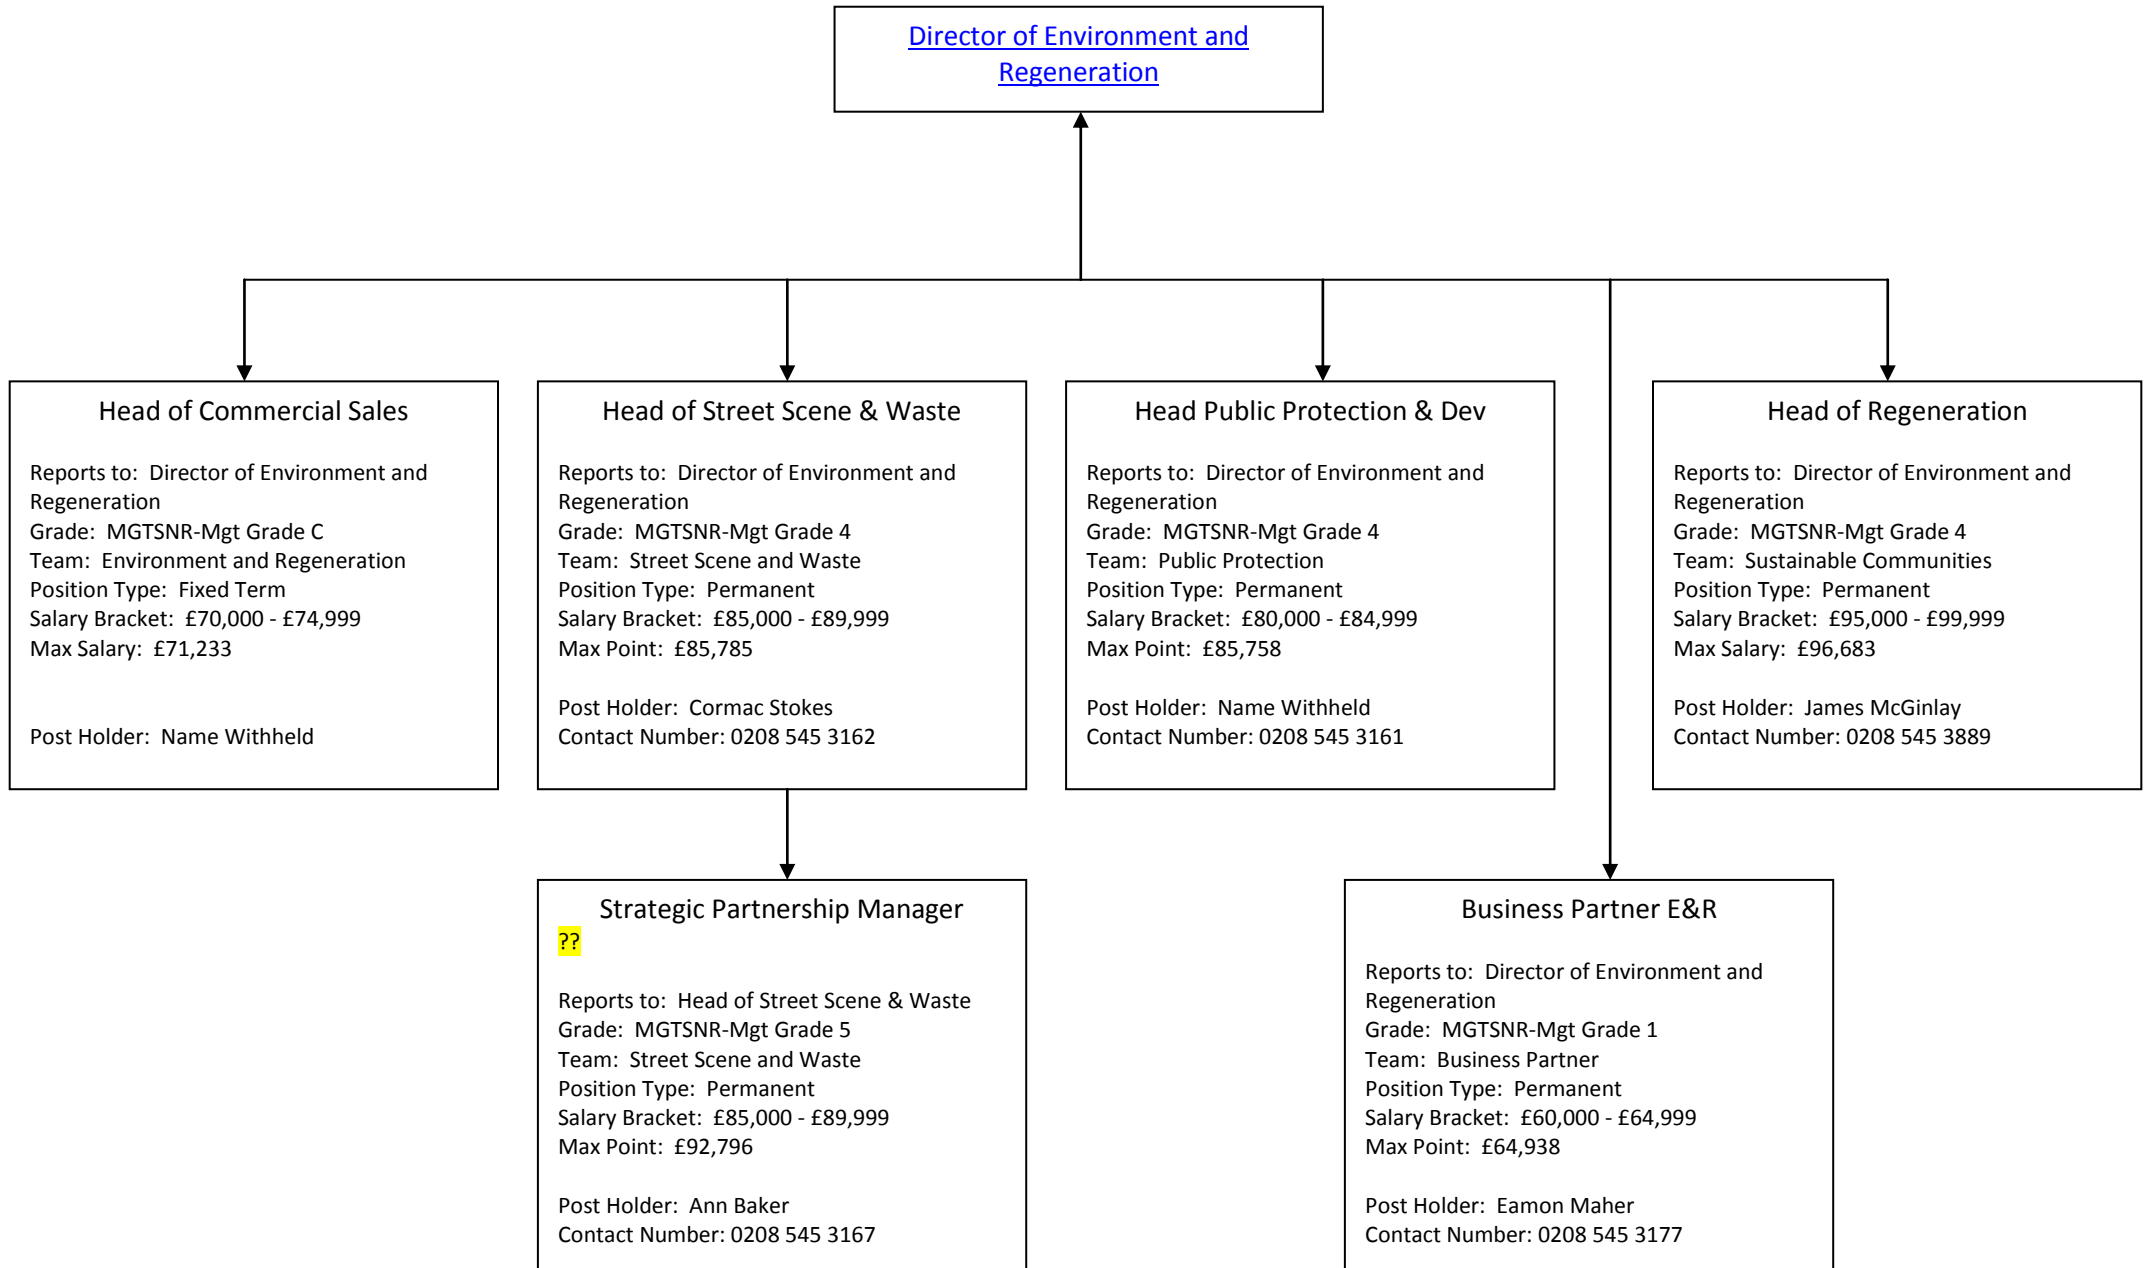 Director of Environment and
Regeneration
Head of Commercial Sales
Reports to:  Director of Environment and
Regeneration
Grade:  MGTSNR-Mgt Grade C
Team:  Environment and Regeneration
Position Type:  Fixed Term
Salary Bracket:  £70,000 - £74,999
Max Salary:  £71,233
Post Holder:  Name Withheld
Head of Street Scene & Waste
Reports to:  Director of Environment and
Regeneration
Grade:  MGTSNR-Mgt Grade 4
Team:  Street Scene and Waste
Position Type:  Permanent
Salary Bracket:  £85,000 - £89,999
Max Point:  £85,785
Post Holder:  Cormac Stokes
Contact Number: 0208 545 3162
Head Public Protection & Dev
Reports to:  Director of Environment and
Regeneration
Grade:  MGTSNR-Mgt Grade 4
Team:  Public Protection
Position Type:  Permanent
Salary Bracket:  £80,000 - £84,999
Max Point:  £85,758
Post Holder:  Name Withheld
Contact Number: 0208 545 3161
Head of Regeneration
Reports to:  Director of Environment and
Regeneration
Grade:  MGTSNR-Mgt Grade 4
Team:  Sustainable Communities
Position Type:  Permanent
Salary Bracket:  £95,000 - £99,999
Max Salary:  £96,683
Post Holder:  James McGinlay
Contact Number: 0208 545 3889
Strategic Partnership Manager
??
Reports to:  Head of Street Scene & Waste
Grade:  MGTSNR-Mgt Grade 5
Team:  Street Scene and Waste
Position Type:  Permanent
Salary Bracket:  £85,000 - £89,999
Max Point:  £92,796
Post Holder:  Ann Baker
Contact Number: 0208 545 3167
Business Partner E&R
Reports to:  Director of Environment and
Regeneration
Grade:  MGTSNR-Mgt Grade 1
Team:  Business Partner
Position Type:  Permanent
Salary Bracket:  £60,000 - £64,999
Max Point:  £64,938
Post Holder:  Eamon Maher
Contact Number: 0208 545 3177